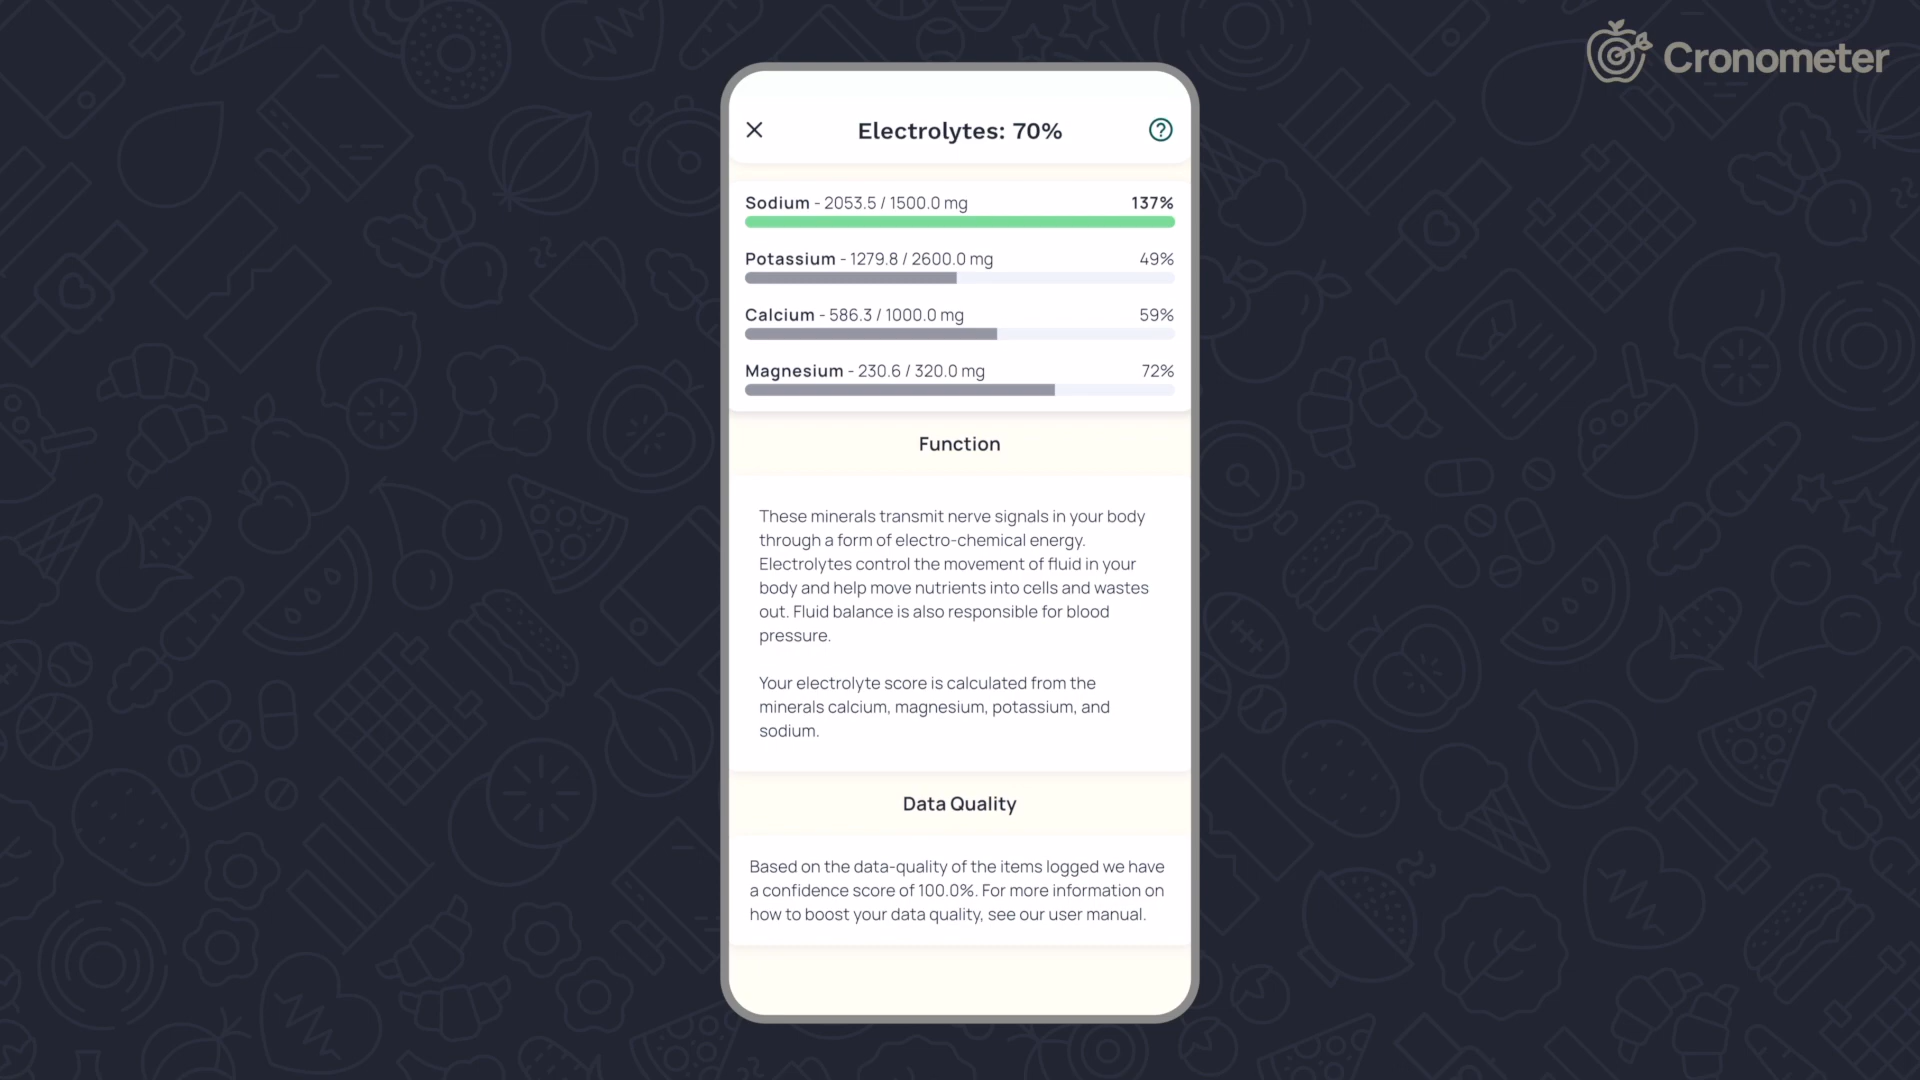 Cronometer
Electrolytes: 70%
Sodium - 2053.5 / 1500.0 mg 137%
Potassium - 1279.8 / 2600.0 mg 49%
Calcium - 586.3 / 1000.0 mg 59%
Magnesium - 230.6 / 320.0 mg 72%
Function
These minerals transmit nerve signals in your body
through a form of electro-chemical energy.
Electrolytes control the movement of fluid in your
body and help move nutrients into cells and wastes
out. Fluid balance is also responsible for blood
pressure.
Your electrolyte score is calculated from the
minerals calcium, magnesium, potassium, and
sodium.
Data Quality
Based on the data-quality of the items logged we have
a confidence score of 100.0%. For more information on
how to boost your data quality, see our user manual.